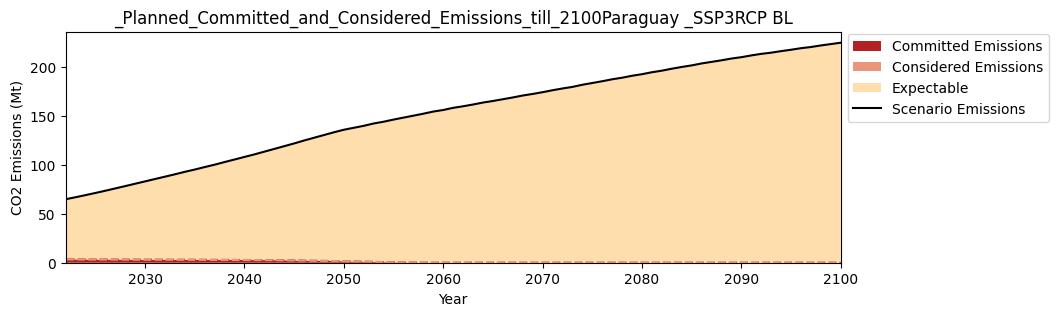 _Planned_Committed_and_Considered_Emissions_till_2100Paraguay _SSP3RCP BL
CO2 Emissions (Mt)
200
150
100
50
0
2030 2040 2050 2060 2070 2080 2090 2100
Year
Committed Emissions
Considered Emissions
Expectable
Scenario Emissions